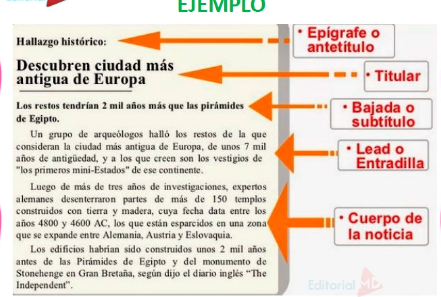 EJEMPLO
Hallazgo histórico:
Descubren ciudad más
antigua de Europa
Los restos tendrían 2 mil años más que las pirámides
de Egipto.
Un grupo de arqueólogos halló los restos de la que
consideran la ciudad más antigua de Europa, de unos 7 mil
años de antigüedad, y a los que creen son los vestigios de
"los primeros mini-Estados" de ese continente.
Luego de más de tres años de investigaciones, expertos
alemanes desenterraron partes de más de 150 templos
construidos con tierra y madera, cuya fecha data entre los
años 4800 y 4600 AC, los que están esparcidos en una zona
que se expande entre Alemania, Austria y Eslovaquia.
Los edificios habrían sido construidos unos 2 mil años
antes de las Pirámides de Egipto y del monumento de
Stonehenge en Gran Bretaña, según dijo el diario inglés “The
Independent”.
• Epígrafe o
antetítulo
• Titular
• Bajada o
subtítulo
• Lead o
Entradilla
• Cuerpo de
la noticia
Editorial MD